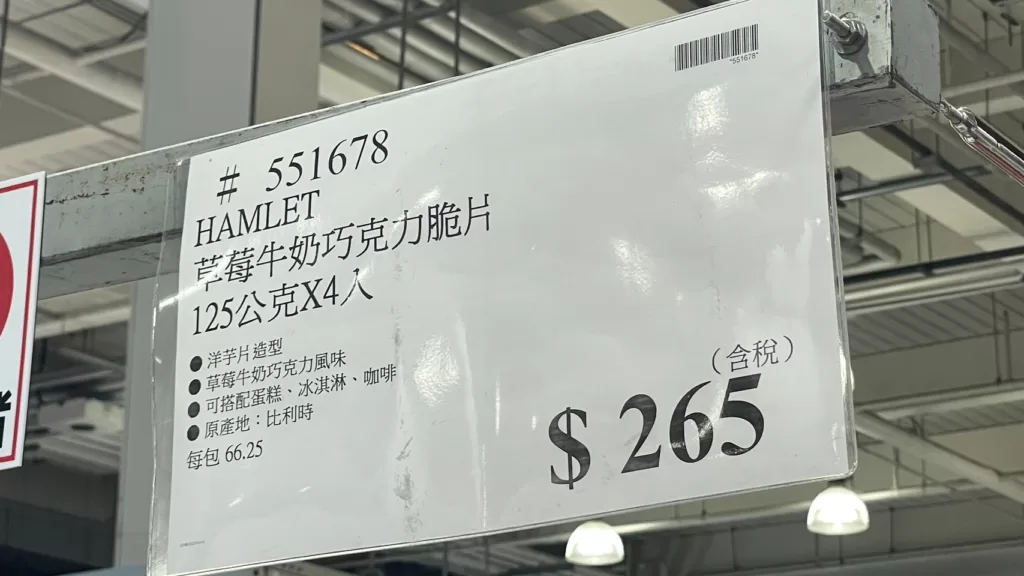 "551678"
# 551678
HAMLET
草莓牛奶巧克力脆片
125公克X4入
●洋芋片造型
●草莓牛奶巧克力風味
●可搭配蛋糕、冰淇淋、咖啡
●原產地：比利時
每包 66.25
（含稅）
$ 265